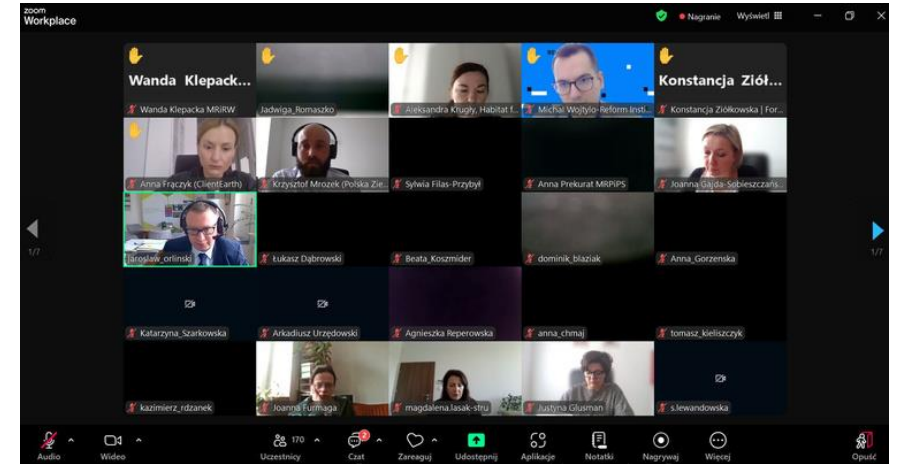 zoom
Workplace
Nagranie
Wyświetl
Wanda Klepack...
Konstancja Ziół...
Wanda Klepacka MRiRW
Jadwiga_Romaszko
Aleksandra Krugły, Habitat f...
Michał Wojtyło-Reform Insti...
Konstancja Ziółkowska | For...
Anna Frączyk (ClientEarth)
Krzysztof Mrozek (Polska Zie...
Sylwia Filas-Przybył
Anna Prekurat MRPiPS
Joanna Gajda-Sobieszczańs...
jaroslaw_orlinski
Łukasz Dąbrowski
Beata_Koszmider
dominik_blaziak
Anna_Gorzenska
1/7
1/7
Katarzyna_Szarkowska
Arkadiusz Urzędowski
Agnieszka Reperowska
anna_chmaj
tomasz_kieliszczyk
kazimierz_rdzanek
Joanna Furmaga
magdalena.lasak-stru
Justyna Glusman
s.lewandowska
170
2
Audio
Wideo
Uczestnicy
Czat
Zareaguj
Udostępnij
Aplikacje
Notatki
Nagrywaj
Więcej
Opuść